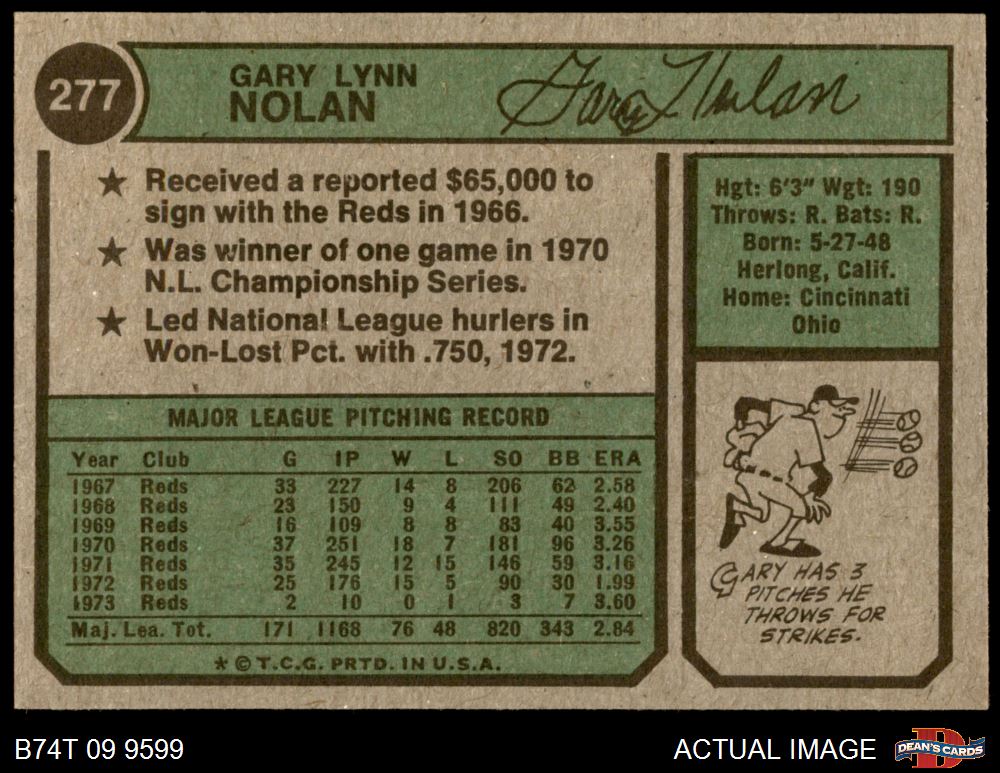 277
GARY LYNN
NOLAN
Gary Nolan
★ Received a reported $65,000 to
sign with the Reds in 1966.
★ Was winner of one game in 1970
N.L. Championship Series.
★ Led National League hurlers in
Won-Lost Pct. with .750, 1972.
Hgt: 6'3" Wgt: 190
Throws: R. Bats: R.
Born: 5-27-48
Herlong, Calif.
Home: Cincinnati
Ohio
MAJOR LEAGUE PITCHING RECORD
Year Club G IP W L SO BB ERA
1967 Reds 33 227 14 8 206 62 2.58
1968 Reds 23 150 9 4 111 49 2.40
1969 Reds 16 109 8 8 83 40 3.55
1970 Reds 37 251 18 7 181 96 3.26
1971 Reds 35 245 12 15 146 59 3.16
1972 Reds 25 176 15 5 90 30 1.99
1973 Reds 2 10 0 1 3 7 3.60
Maj. Lea. Tot. 171 1168 76 48 820 343 2.84
* © T.C.G. PRTD. IN U.S.A.
GARY HAS 3
PITCHES HE
THROWS FOR
STRIKES.
B74T 09 9599
ACTUAL IMAGE
D
DEAN'S CARDS